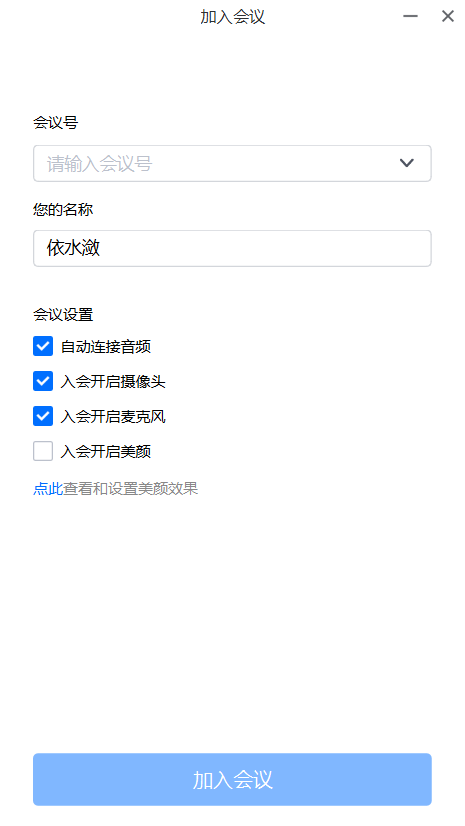 加入会议
会议号
请输入会议号
您的名称
依水潋
会议设置
自动连接音频
入会开启摄像头
入会开启麦克风
入会开启美颜
点此查看和设置美颜效果
加入会议